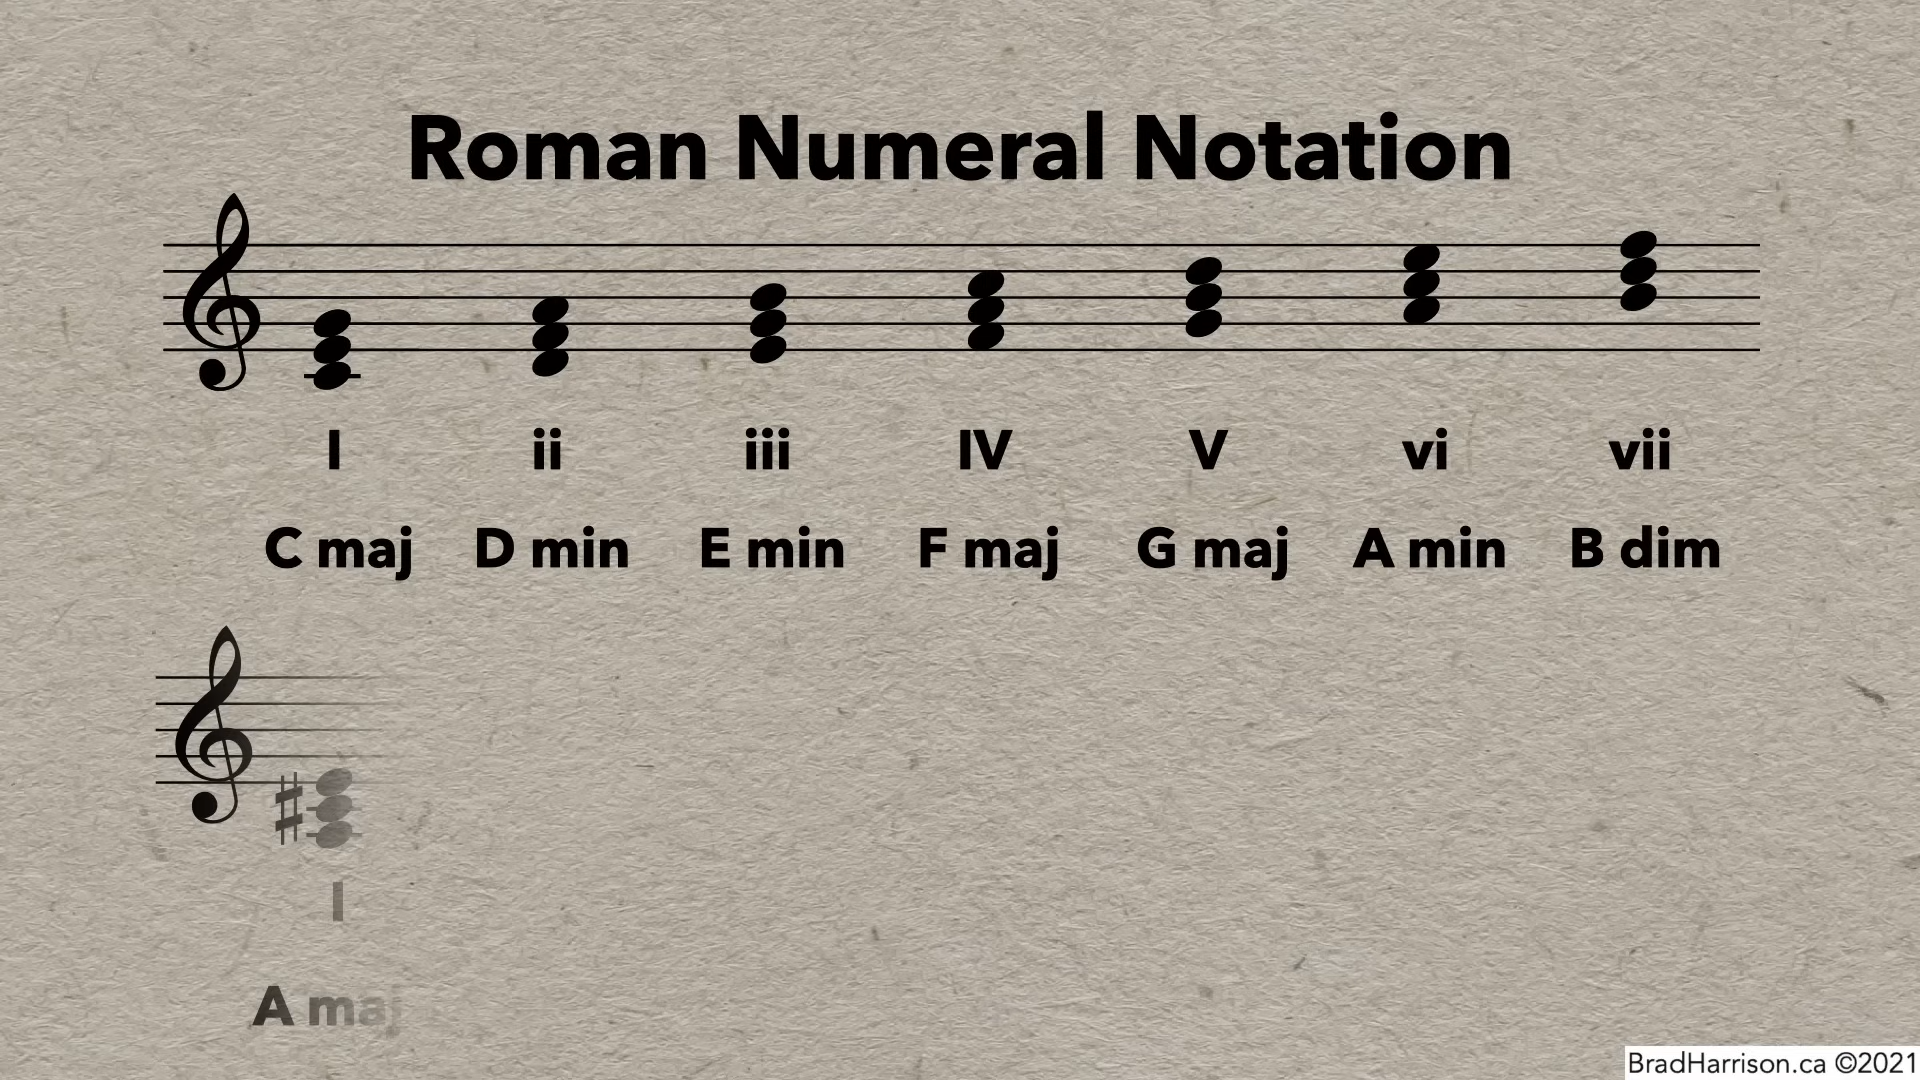 Roman Numeral Notation
I ii iii IV V vi vii
C maj D min E min F maj G maj A min B dim
I
A maj
BradHarrison.ca ©2021